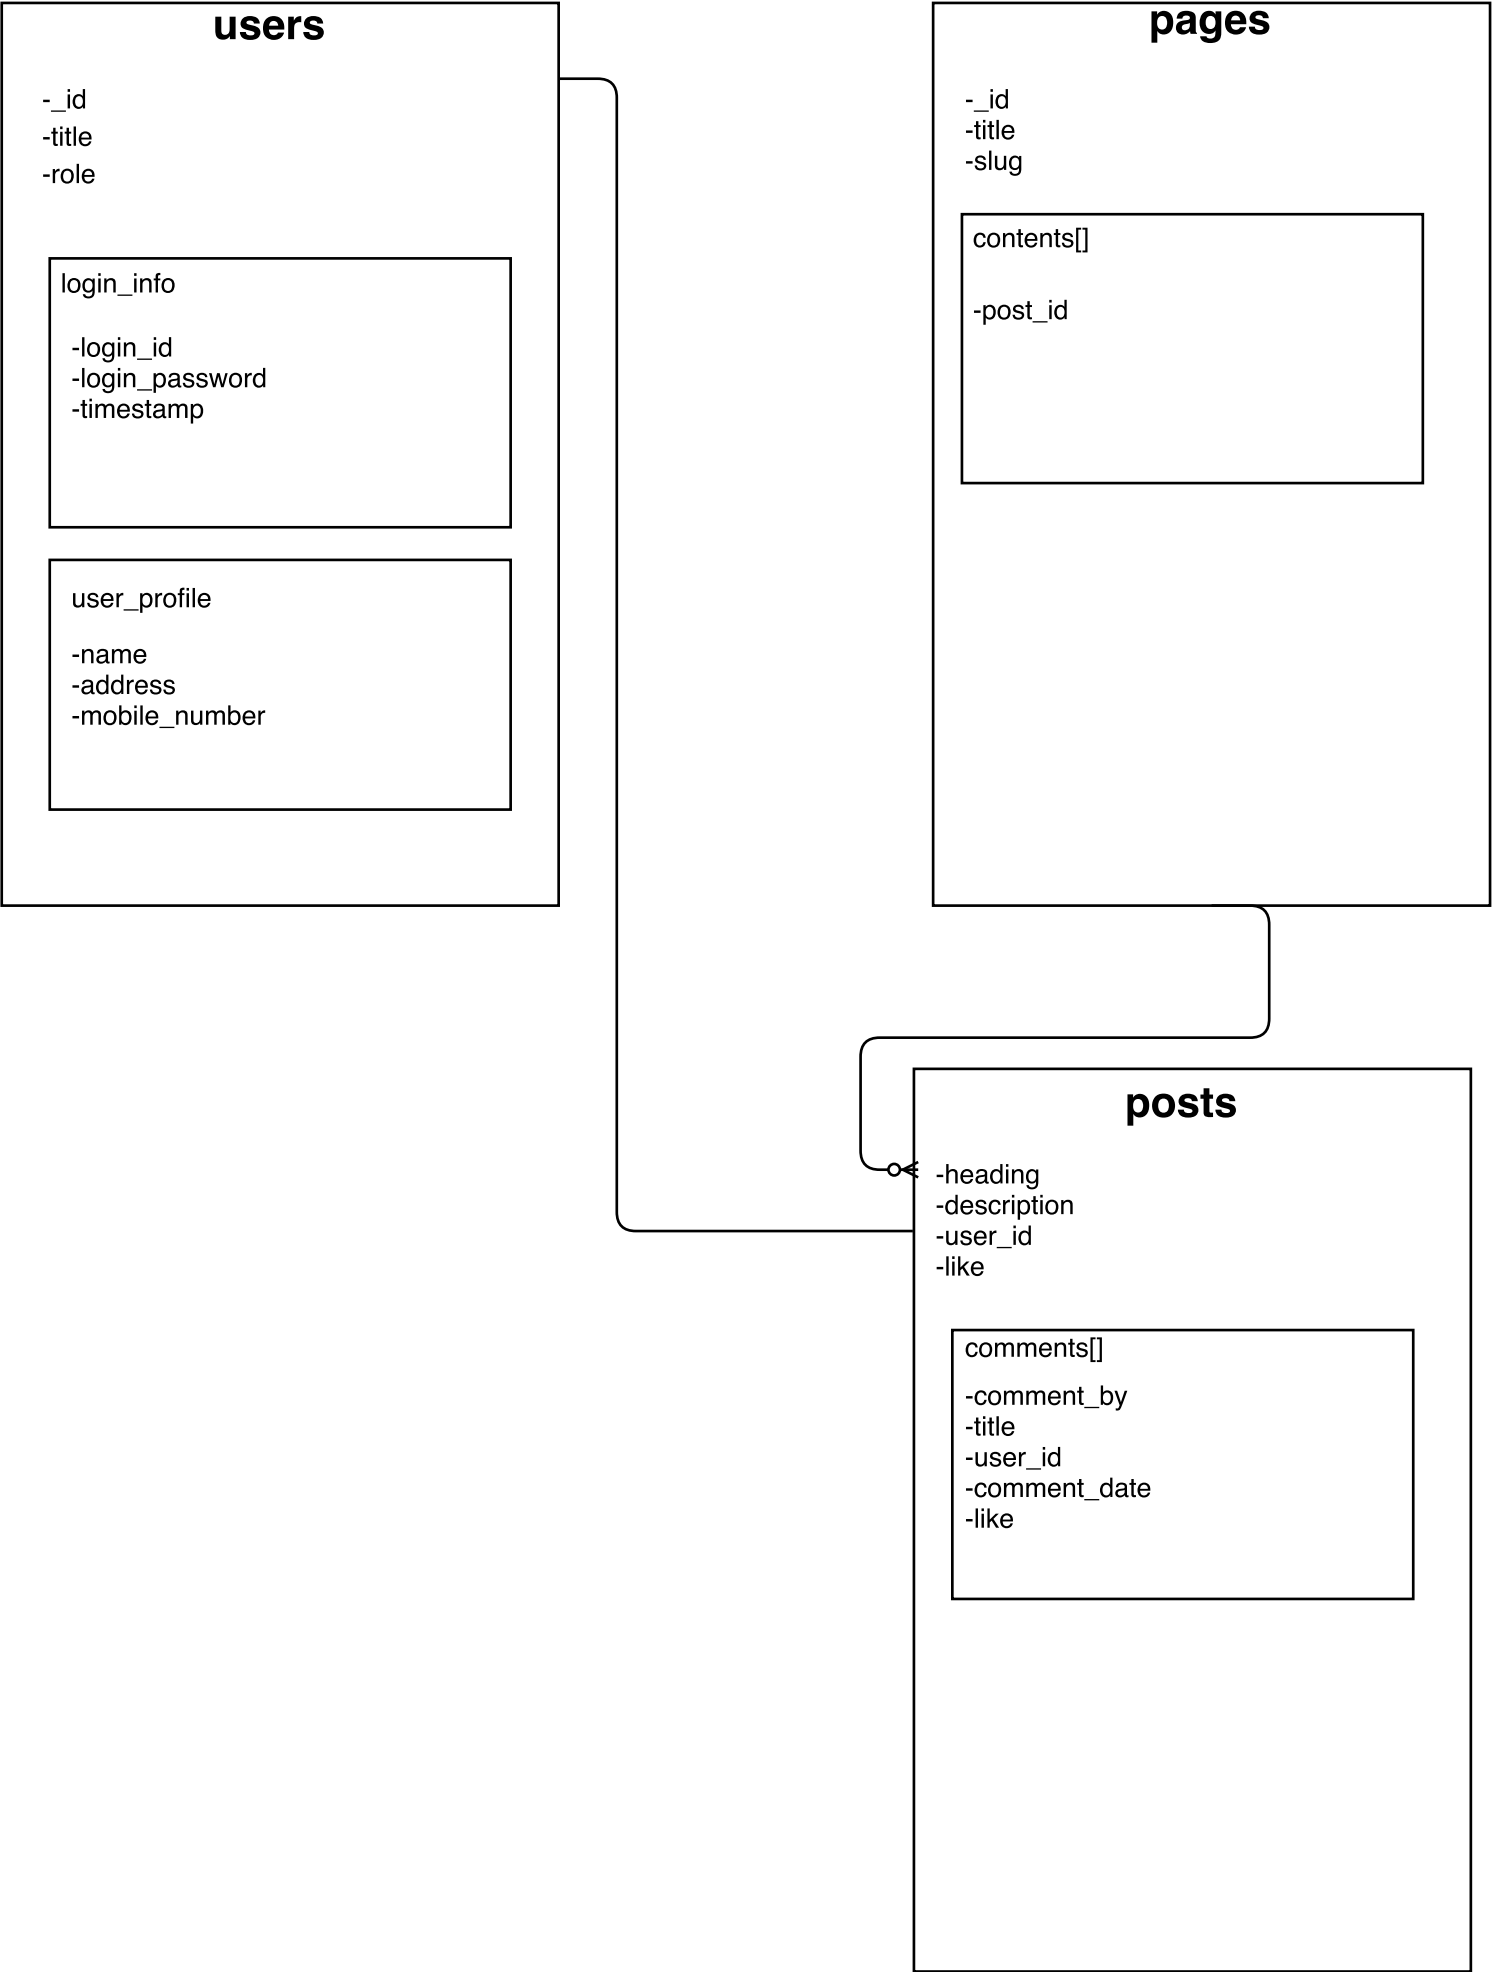 users
-_id
-title
-role
login_info
-login_id
-login_password
-timestamp
user_profile
-name
-address
-mobile_number
pages
-_id
-title
-slug
contents[]
-post_id
posts
-heading
-description
-user_id
-like
comments[]
-comment_by
-title
-user_id
-comment_date
-like